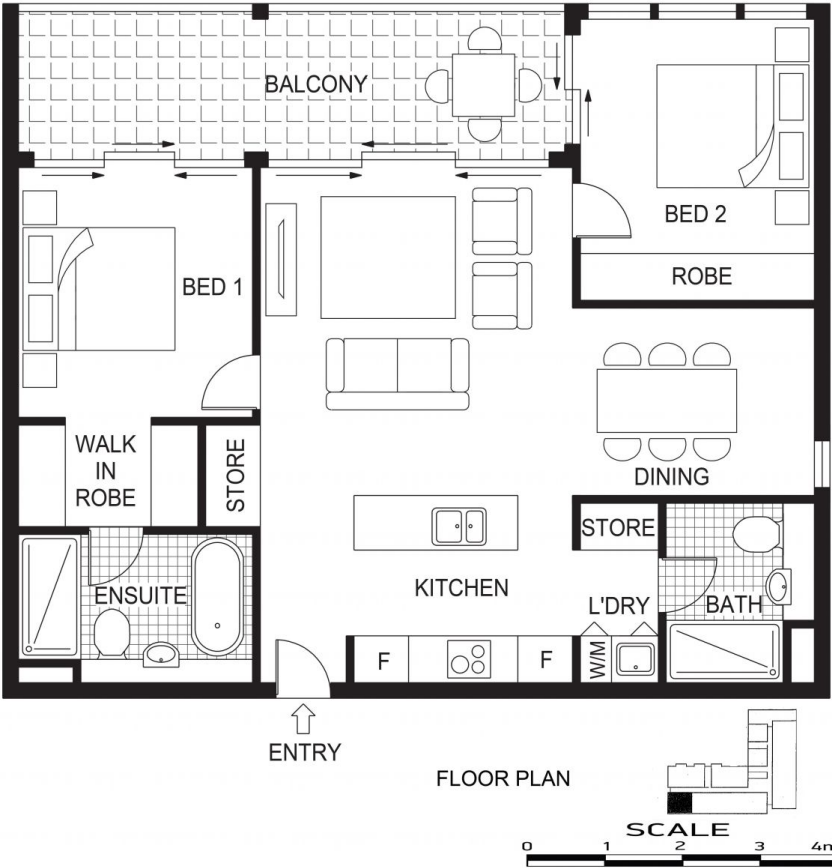 BALCONY
BED 2
BED 1
ROBE
WALK
IN
ROBE
STORE
DINING
STORE
KITCHEN
ENSUITE
L'DRY
BATH
F
F
W/M
ENTRY
FLOOR PLAN
SCALE
0 1 2 3 4m